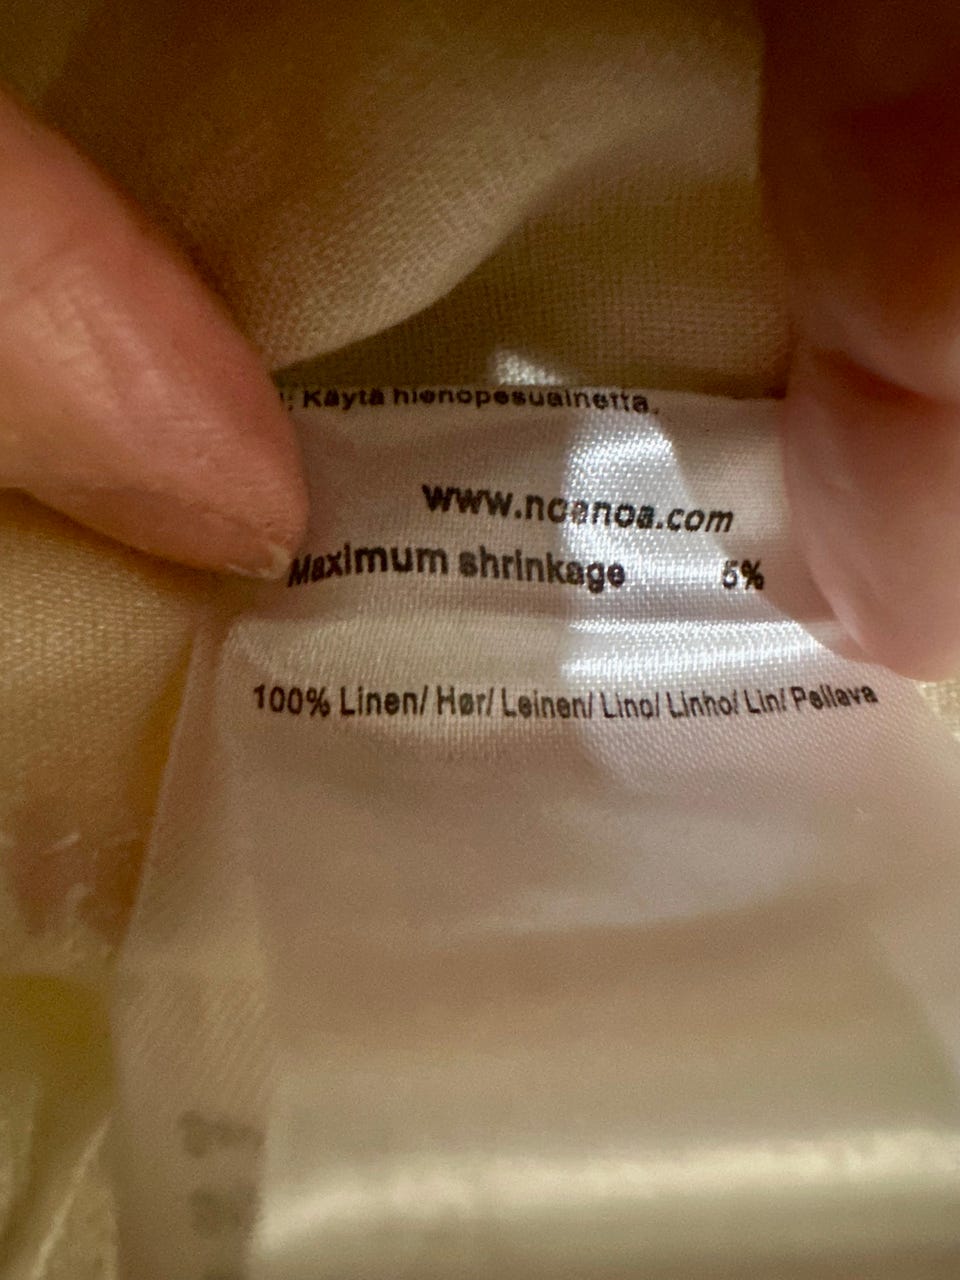 Käytä hienopesuainetta.
www.noanoa.com
Maximum shrinkage 5%
100% Linen/ Hør/ Leinen/ Lino/ Linho/ Lin/ Pellava